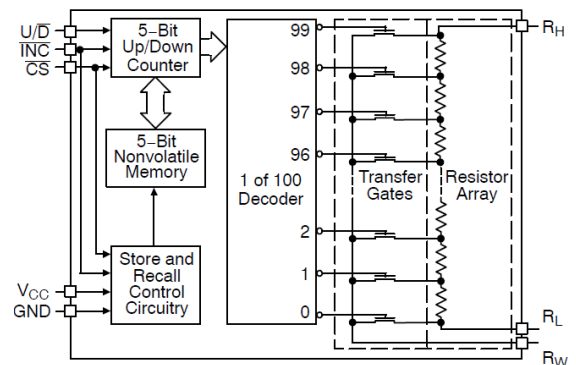 U/D
INC
CS
5–Bit
Up/Down
Counter
5–Bit
Nonvolatile
Memory
Store and
Recall
Control
Circuitry
VCC
GND
1 of 100
Decoder
99
98
97
96
2
1
0
Transfer
Gates
Resistor
Array
RH
RL
RW